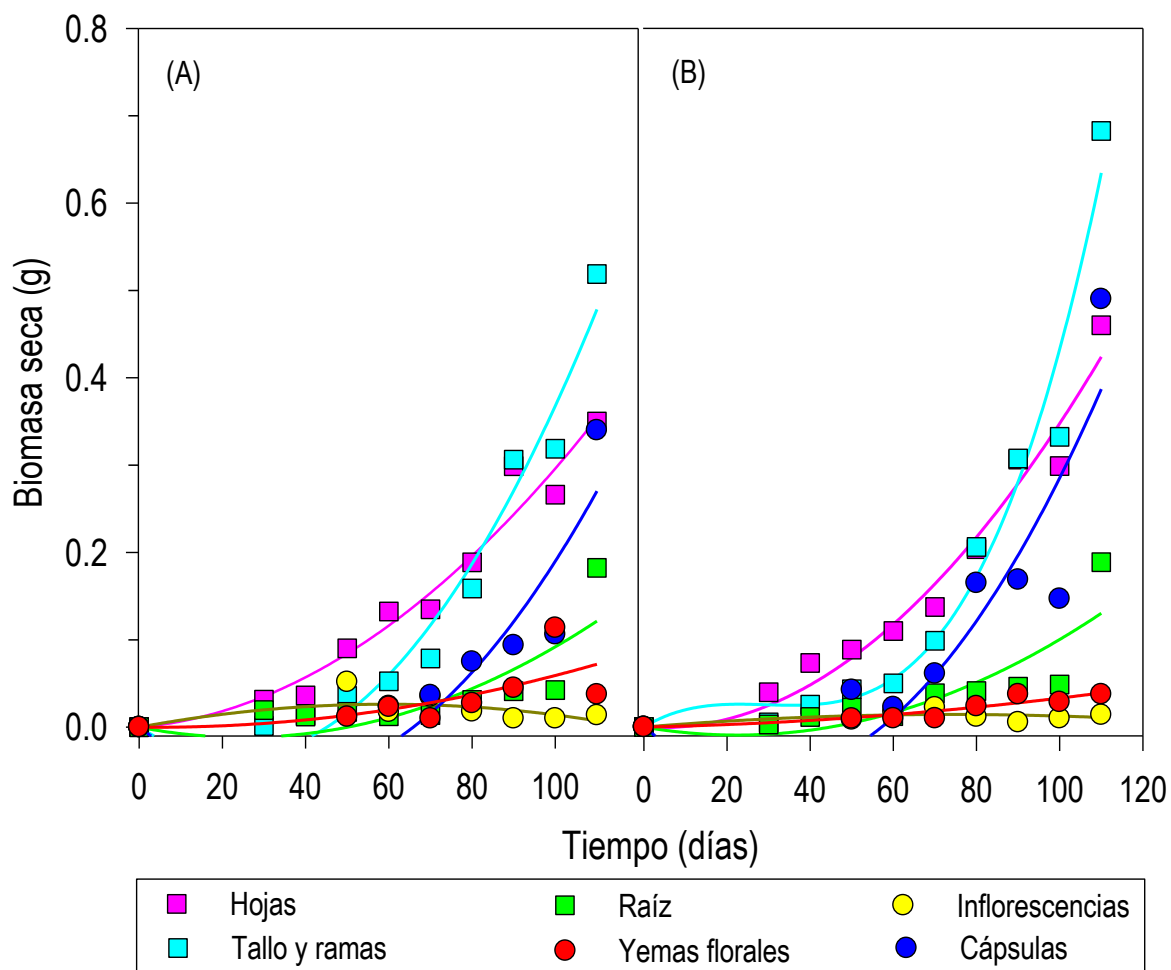 (A) (B)
0.8
0.6
0.4
0.2
0.0
Biomasa seca (g)
0 20 40 60 80 100 0 20 40 60 80 100 120
Tiempo (días)
Hojas Raíz Inflorescencias
Tallo y ramas Yemas florales Cápsulas